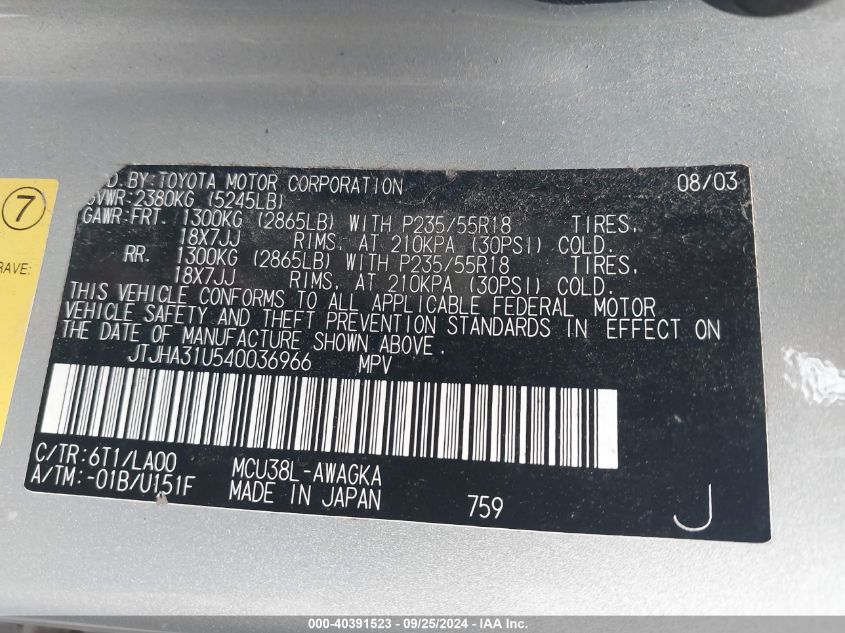 D. BY: TOYOTA MOTOR CORPORATION 08/03
GVWR: 2380KG (5245LB)
GAWR: FRT. 1300KG (2865LB) WITH P235/55R18 TIRES,
18X7JJ RIMS, AT 210KPA (30PSI) COLD.
RR. 1300KG (2865LB) WITH P235/55R18 TIRES,
18X7JJ RIMS, AT 210KPA (30PSI) COLD.
THIS VEHICLE CONFORMS TO ALL APPLICABLE FEDERAL MOTOR
VEHICLE SAFETY AND THEFT PREVENTION STANDARDS IN EFFECT ON
THE DATE OF MANUFACTURE SHOWN ABOVE.
JTJHA31U540036966 MPV
C/TR: 6T1/LA00 MCU38L-AWAGKA
A/TM: -01B/U151F MADE IN JAPAN 759 J
7
RAVE:
000-40391523 - 09/25/2024 - IAA Inc.